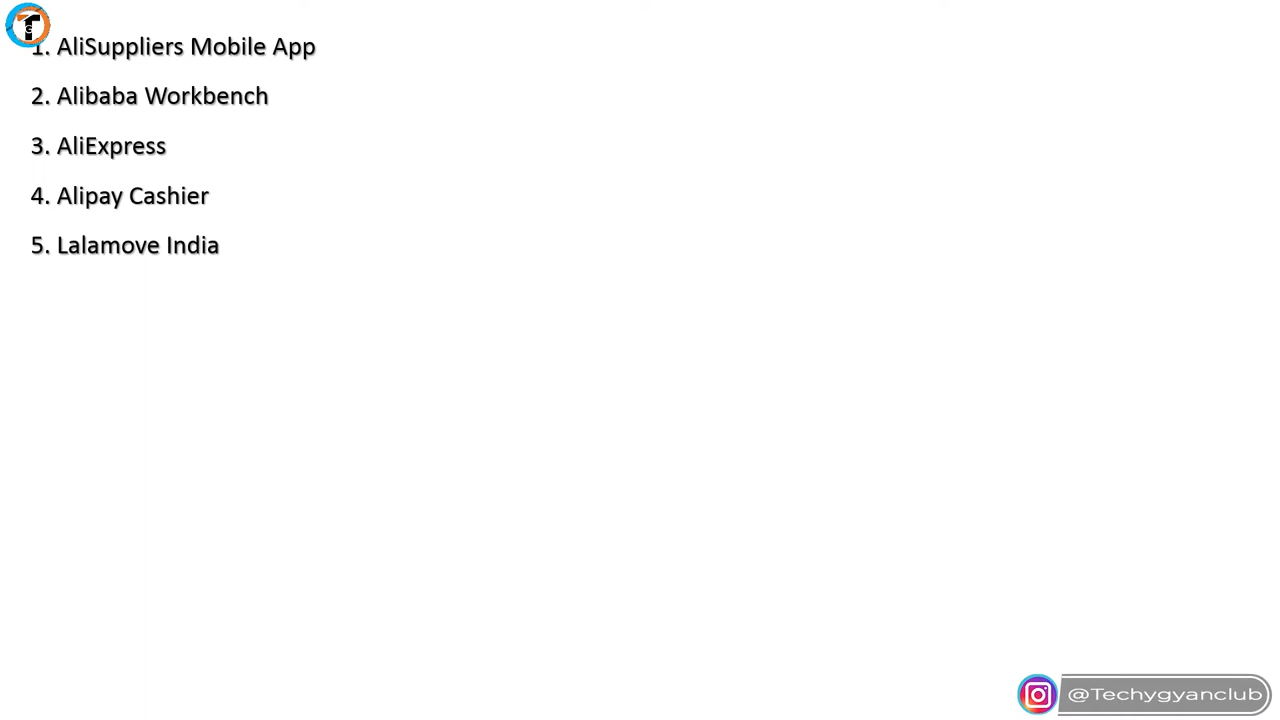 1. AliSuppliers Mobile App
2. Alibaba Workbench
3. AliExpress
4. Alipay Cashier
5. Lalamove India
@Techygyanclub